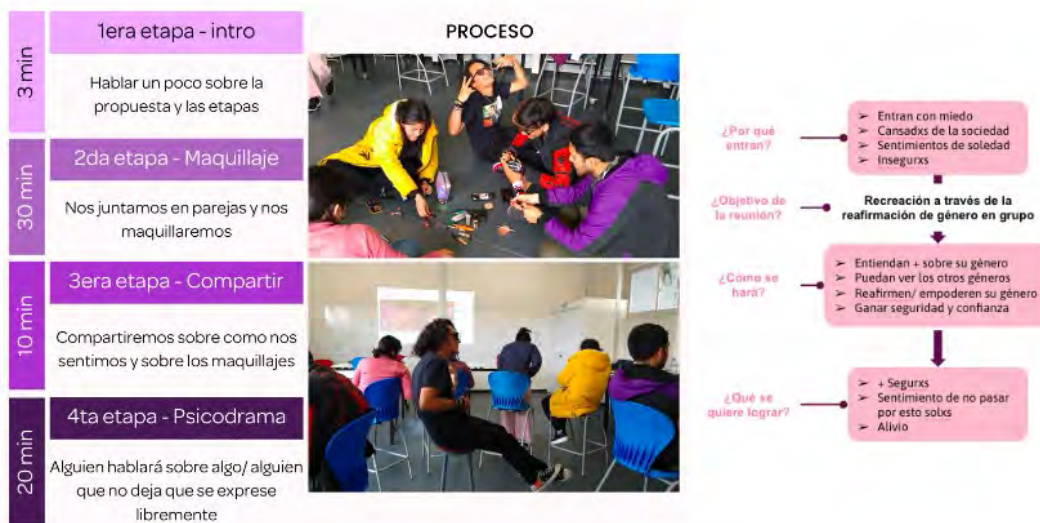 3 min
1era etapa - intro
Hablar un poco sobre la
propuesta y las etapas
30 min
2da etapa - Maquillaje
Nos juntamos en parejas y nos
maquillaremos
10 min
3era etapa - Compartir
Compartiremos sobre como nos
sentimos y sobre los maquillajes
20 min
4ta etapa - Psicodrama
Alguien hablará sobre algo/ alguien
que no deja que se exprese
libremente
PROCESO
¿Por qué
entran?
➢ Entran con miedo
➢ Cansadxs de la sociedad
➢ Sentimientos de soledad
➢ Insegurxs
¿Objetivo de
la reunión?
Recreación a través de la
reafirmación de género en grupo
¿Como se
hará?
➢ Entiendan + sobre su género
➢ Puedan ver los otros géneros
➢ Reafirmen/ empoderen su género
➢ Ganar seguridad y confianza
¿Qué se
quiere lograr?
➢ + Segurxs
➢ Sentimiento de no pasar
por esto solxs
➢ Alivio